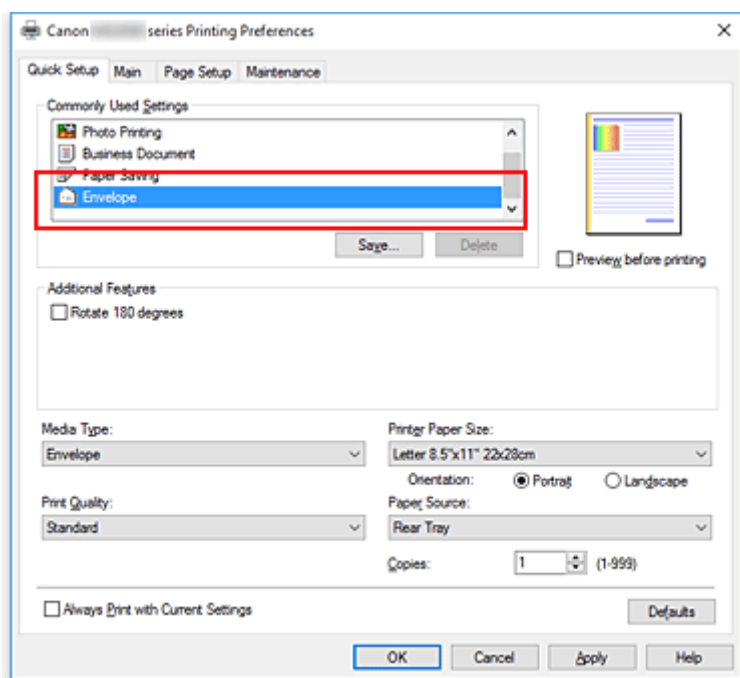 Canon series Printing Preferences
Quick Setup Main Page Setup Maintenance
Commonly Used Settings
Photo Printing
Business Document
Paper Saving
Envelope
Save... Delete
Preview before printing
Additional Features
Rotate 180 degrees
Media Type:
Envelope
Printer Paper Size:
Letter 8.5"x11" 22x28cm
Orientation: Portrait Landscape
Print Quality:
Standard
Paper Source:
Rear Tray
Copies: 1 (1-999)
Always Print with Current Settings
Defaults
OK Cancel Apply Help